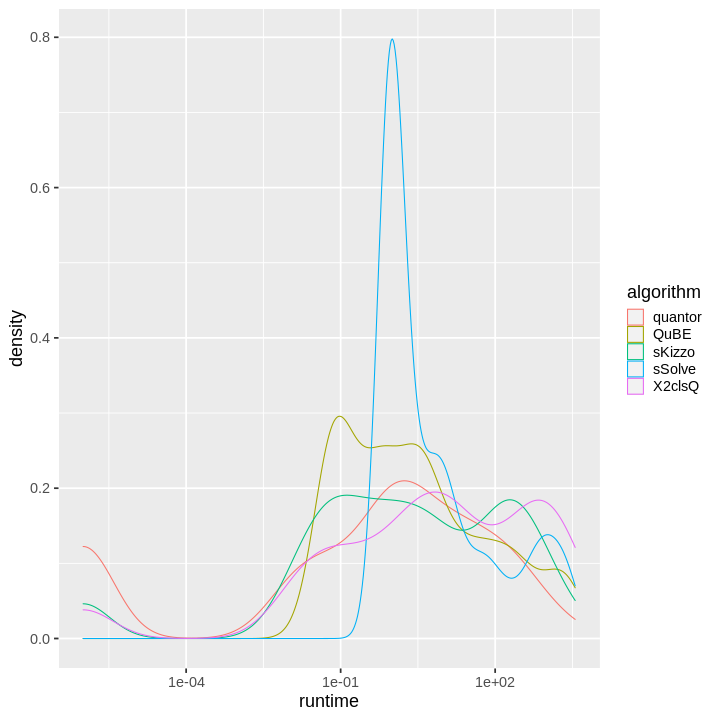 0.8
0.6
0.4
0.2
0.0
density
1e-04
1e-01
1e+02
runtime
algorithm
quantor
QuBE
sKizzo
sSolve
X2clsQ